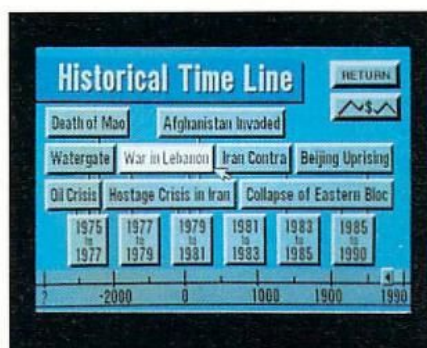 Historical Time Line
RETURN
$
Death of Mao
Afghanistan Invaded
Watergate
War in Lebanon
Iran Contra
Beijing Uprising
Oil Crisis
Hostage Crisis in Iran
Collapse of Eastern Bloc
1975 to 1977
1977 to 1979
1979 to 1981
1981 to 1983
1983 to 1985
1985 to 1990
? -2000 0 1000 1900 1990